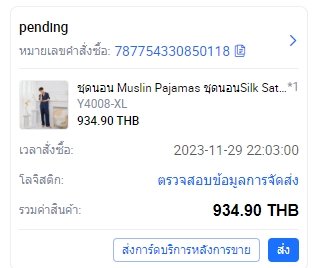 pending
หมายเลขคำสั่งซื้อ: 787754330850118
ชุดนอน Muslin Pajamas ชุดนอนSilk Sat...*1
Y4008-XL
934.90 THB
เวลาสั่งซื้อ: 2023-11-29 22:03:00
โลจิสติก: ตรวจสอบข้อมูลการจัดส่ง
รวมค่าสินค้า: 934.90 THB
ส่งการ์ดบริการหลังการขาย ส่ง